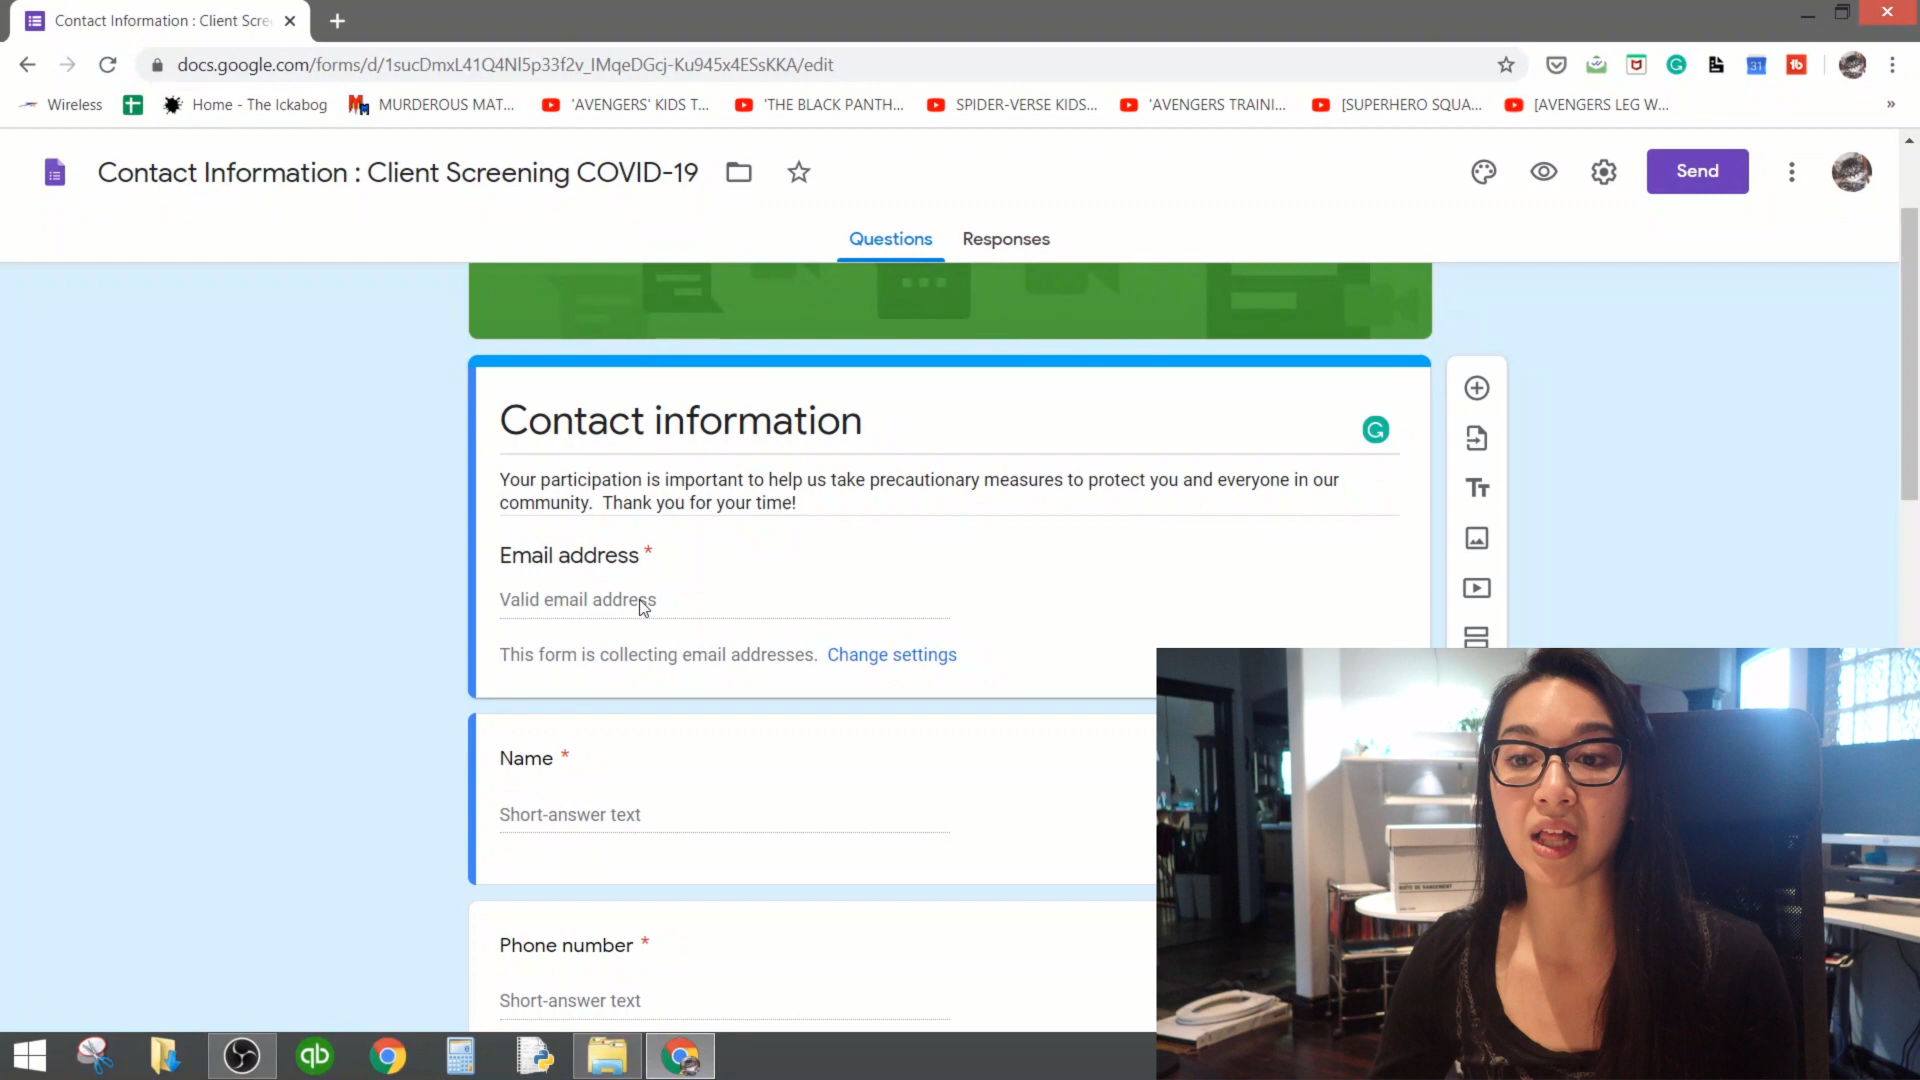 Contact Information : Client Scre
docs.google.com/forms/d/1sucDmxL41Q4Nl5p33f2v_IMqeDGcj-Ku945x4ESsKKA/edit
31
Wireless
Home - The Ickabog
MURDEROUS MAT...
'AVENGERS' KIDS T...
'THE BLACK PANTH...
SPIDER-VERSE KIDS...
'AVENGERS TRAINI...
[SUPERHERO SQUA...
[AVENGERS LEG W...
»
Contact Information : Client Screening COVID-19
Send
Questions
Responses
Contact information
Your participation is important to help us take precautionary measures to protect you and everyone in our
community.  Thank you for your time!
Email address *
Valid email address
This form is collecting email addresses. Change settings
Name *
Short-answer text
Phone number *
Short-answer text
qb